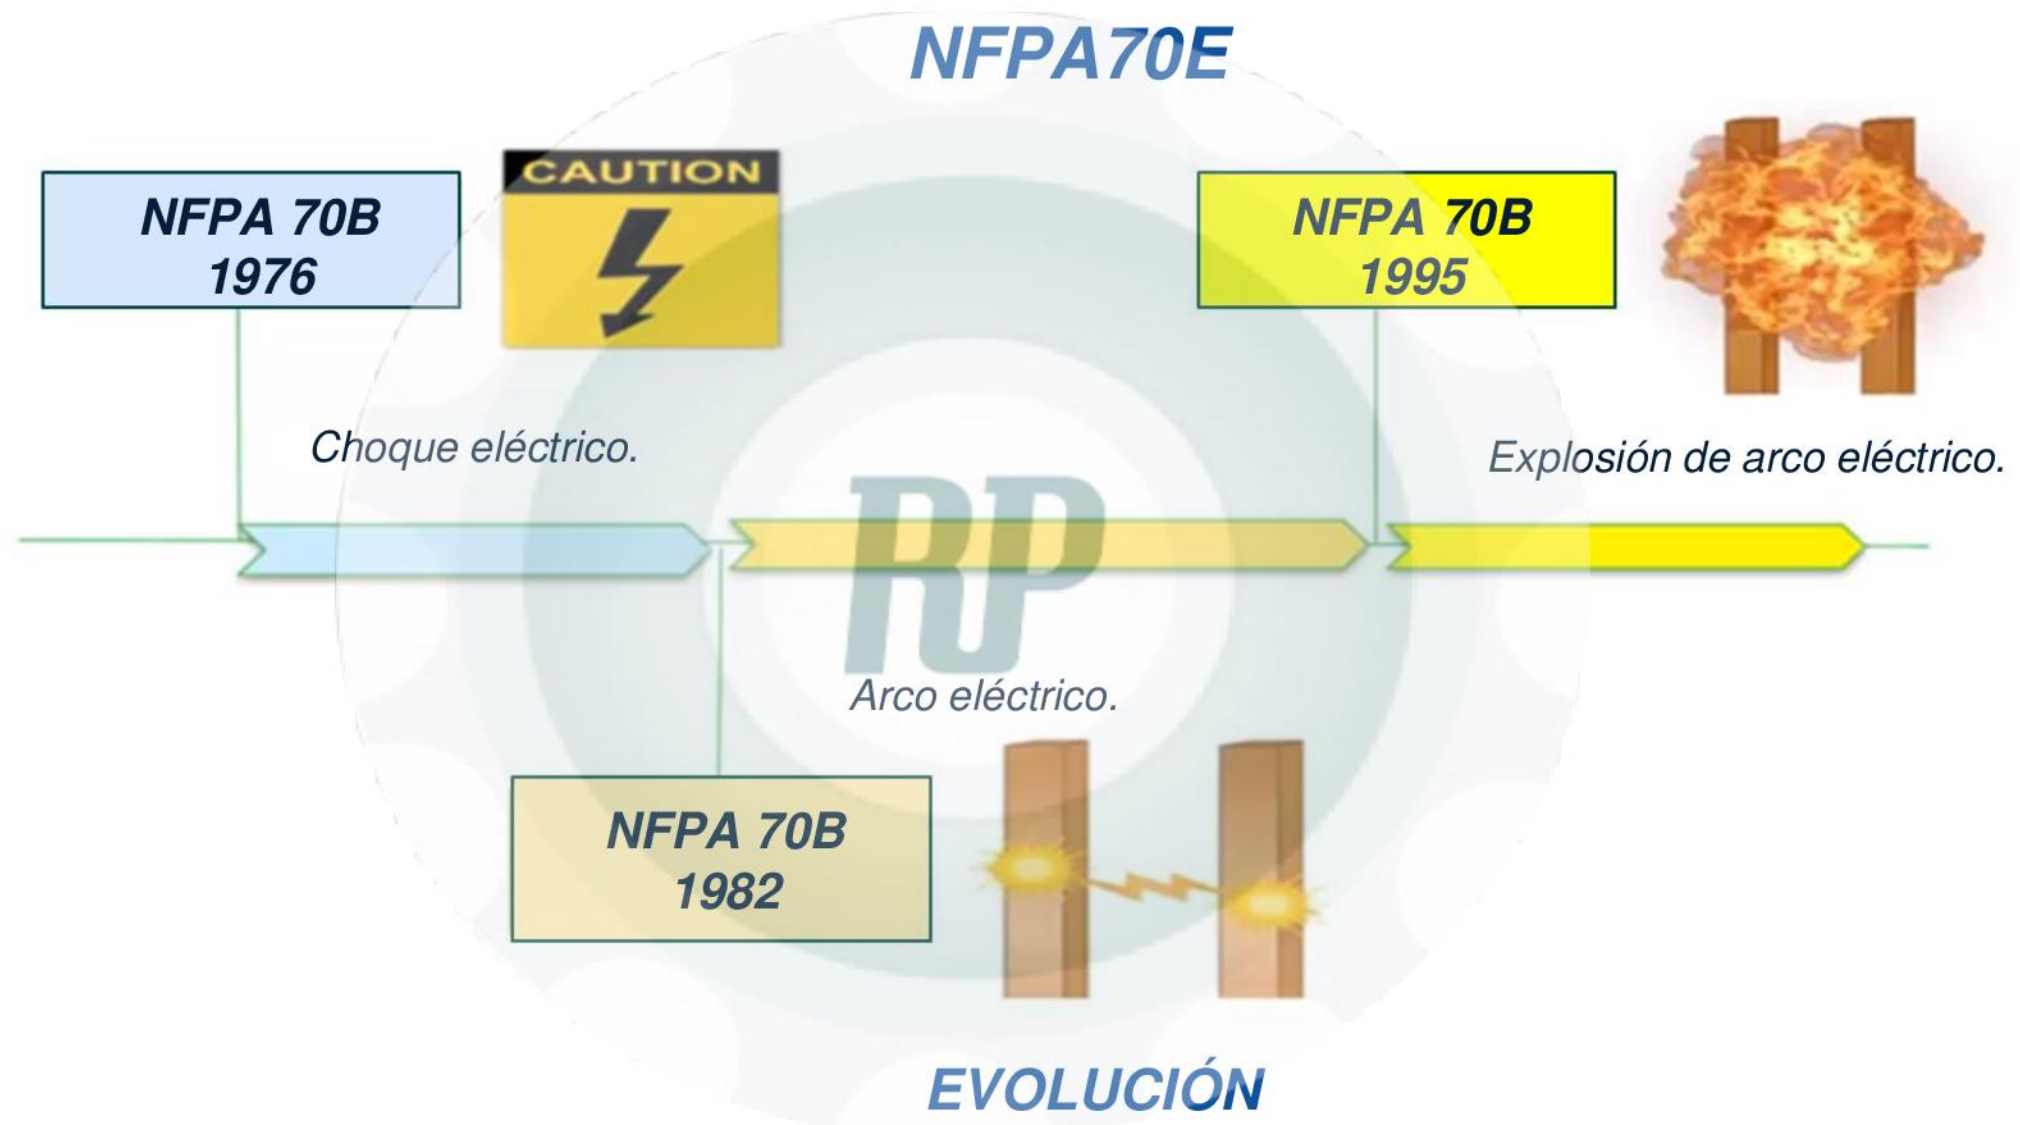 NFPA70E
NFPA 70B
1976
CAUTION
NFPA 70B
1995
Choque eléctrico.
Explosión de arco eléctrico.
RP
Arco eléctrico.
NFPA 70B
1982
EVOLUCIÓN